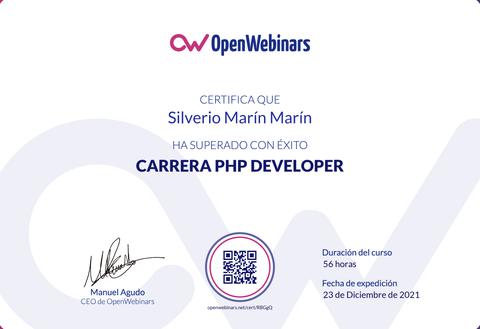 OpenWebinars
CERTIFICA QUE
Silverio Marín Marín
HA SUPERADO CON ÉXITO
CARRERA PHP DEVELOPER
Manuel Agudo
CEO de OpenWebinars
openwebinars.net/cert/RBGgQ
Duración del curso
56 horas
Fecha de expedición
23 de Diciembre de 2021